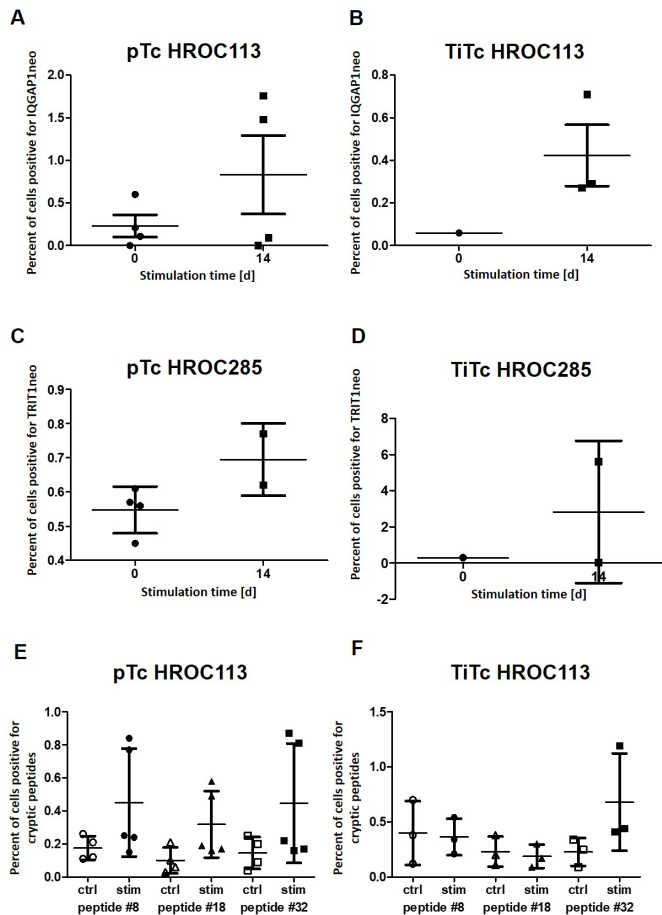 A
pTc HROC113
Percent of cells positive for IQGAP1neo
2.0
1.5
1.0
0.5
0.0
0
14
Stimulation time [d]
B
TiTc HROC113
Percent of cells positive for IQGAP1neo
0.8
0.6
0.4
0.2
0.0
0
14
Stimulation time [d]
C
pTc HROC285
Percent of cells positive for TRIT1neo
0.9
0.8
0.7
0.6
0.5
0.4
0
14
Stimulation time [d]
D
TiTc HROC285
Percent of cells positive for TRIT1neo
8
6
4
2
0
-2
0
14
Stimulation time [d]
E
pTc HROC113
Percent of cells positive for
cryptic peptides
1.0
0.8
0.6
0.4
0.2
0.0
ctrl stim ctrl stim ctrl stim
peptide #8 peptide #18 peptide #32
F
TiTc HROC113
Percent of cells positive for
cryptic peptides
1.5
1.0
0.5
0.0
ctrl stim ctrl stim ctrl stim
peptide #8 peptide #18 peptide #32